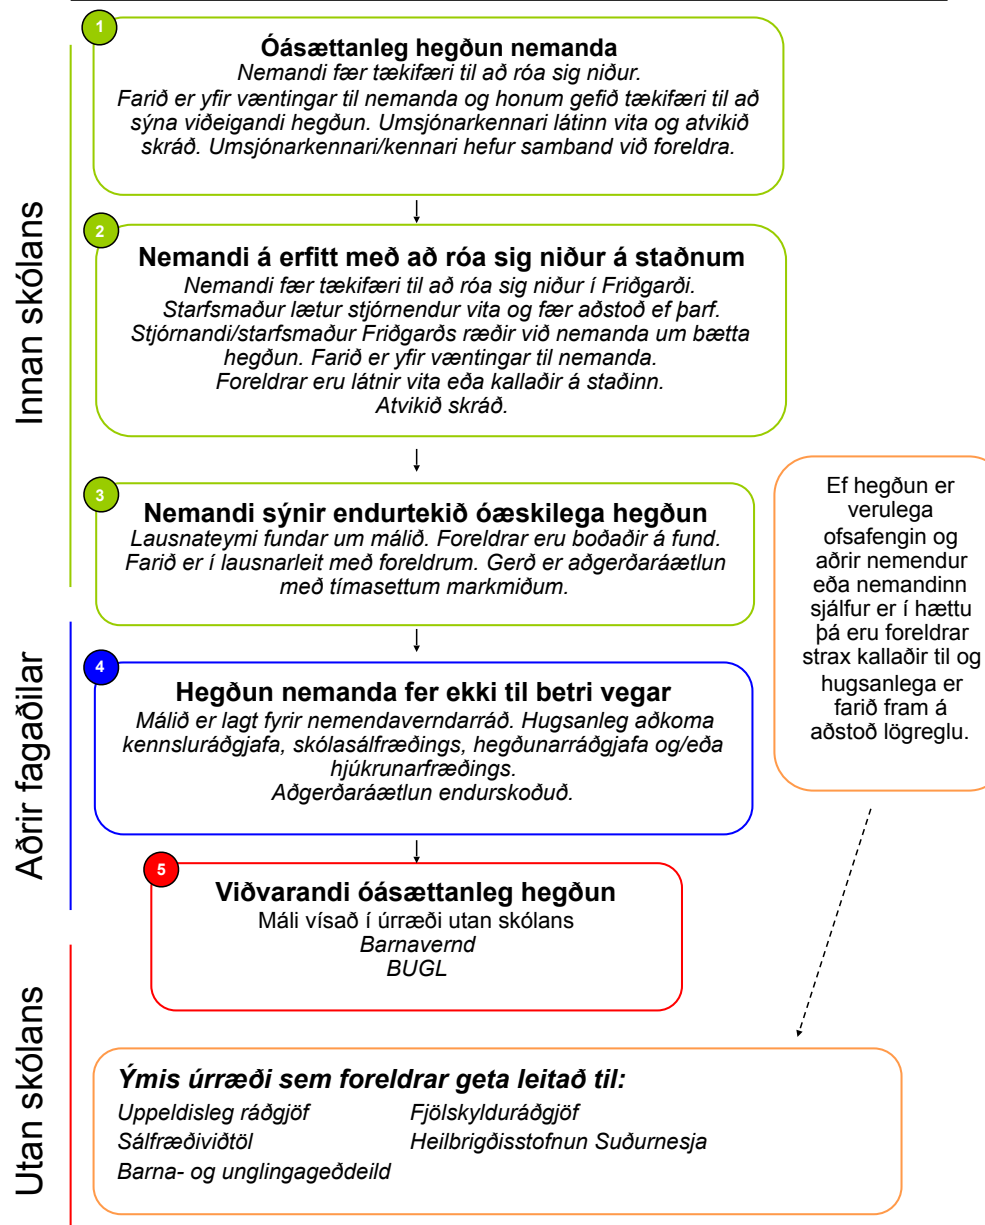 Innan skólans
1
Óásættanleg hegðun nemanda
Nemandi fær tækifæri til að róa sig niður.
Farið er yfir væntingar til nemanda og honum gefið tækifæri til að
sýna viðeigandi hegðun. Umsjónarkennari látinn vita og atvikið
skráð. Umsjónarkennari/kennari hefur samband við foreldra.
2
Nemandi á erfitt með að róa sig niður á staðnum
Nemandi fær tækifæri til að róa sig niður í Friðgarði.
Starfsmaður lætur stjórnendur vita og fær aðstoð ef þarf.
Stjórnandi/starfsmaður Friðgarðs ræðir við nemanda um bætta
hegðun. Farið er yfir væntingar til nemanda.
Foreldrar eru látnir vita eða kallaðir á staðinn.
Atvikið skráð.
3
Nemandi sýnir endurtekið óæskilega hegðun
Lausnateymi fundar um málið. Foreldrar eru boðaðir á fund.
Farið er í lausnarleit með foreldrum. Gerð er aðgerðaráætlun
með tímasettum markmiðum.
Ef hegðun er
verulega
ofsafengin og
aðrir nemendur
eða nemandinn
sjálfur er í hættu
þá eru foreldrar
strax kallaðir til og
hugsanlega er
farið fram á
aðstoð lögreglu.
Aðrir fagaðilar
4
Hegðun nemanda fer ekki til betri vegar
Málið er lagt fyrir nemendaverndarráð. Hugsanleg aðkoma
kennsluráðgjafa, skólasálfræðings, hegðunarráðgjafa og/eða
hjúkrunarfræðings.
Aðgerðaráætlun endurskoðuð.
5
Viðvarandi óásættanleg hegðun
Máli vísað í úrræði utan skólans
Barnavernd
BUGL
Utan skólans
Ýmis úrræði sem foreldrar geta leitað til:
Uppeldisleg ráðgjöf Fjölskylduráðgjöf
Sálfræðiviðtöl Heilbrigðisstofnun Suðurnesja
Barna- og unglingageðdeild